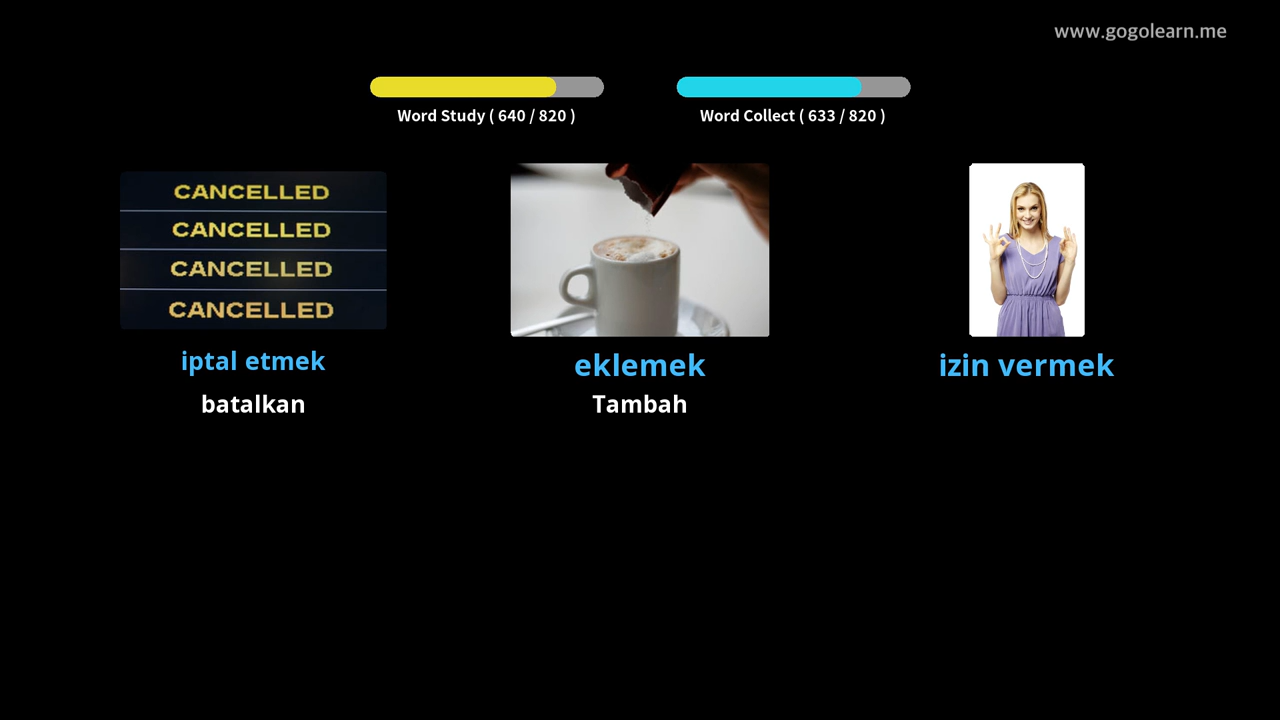 www.gogolearn.me
Word Study ( 640 / 820 )
Word Collect ( 633 / 820 )
CANCELLED
CANCELLED
CANCELLED
CANCELLED
iptal etmek
batalkan
eklemek
Tambah
izin vermek